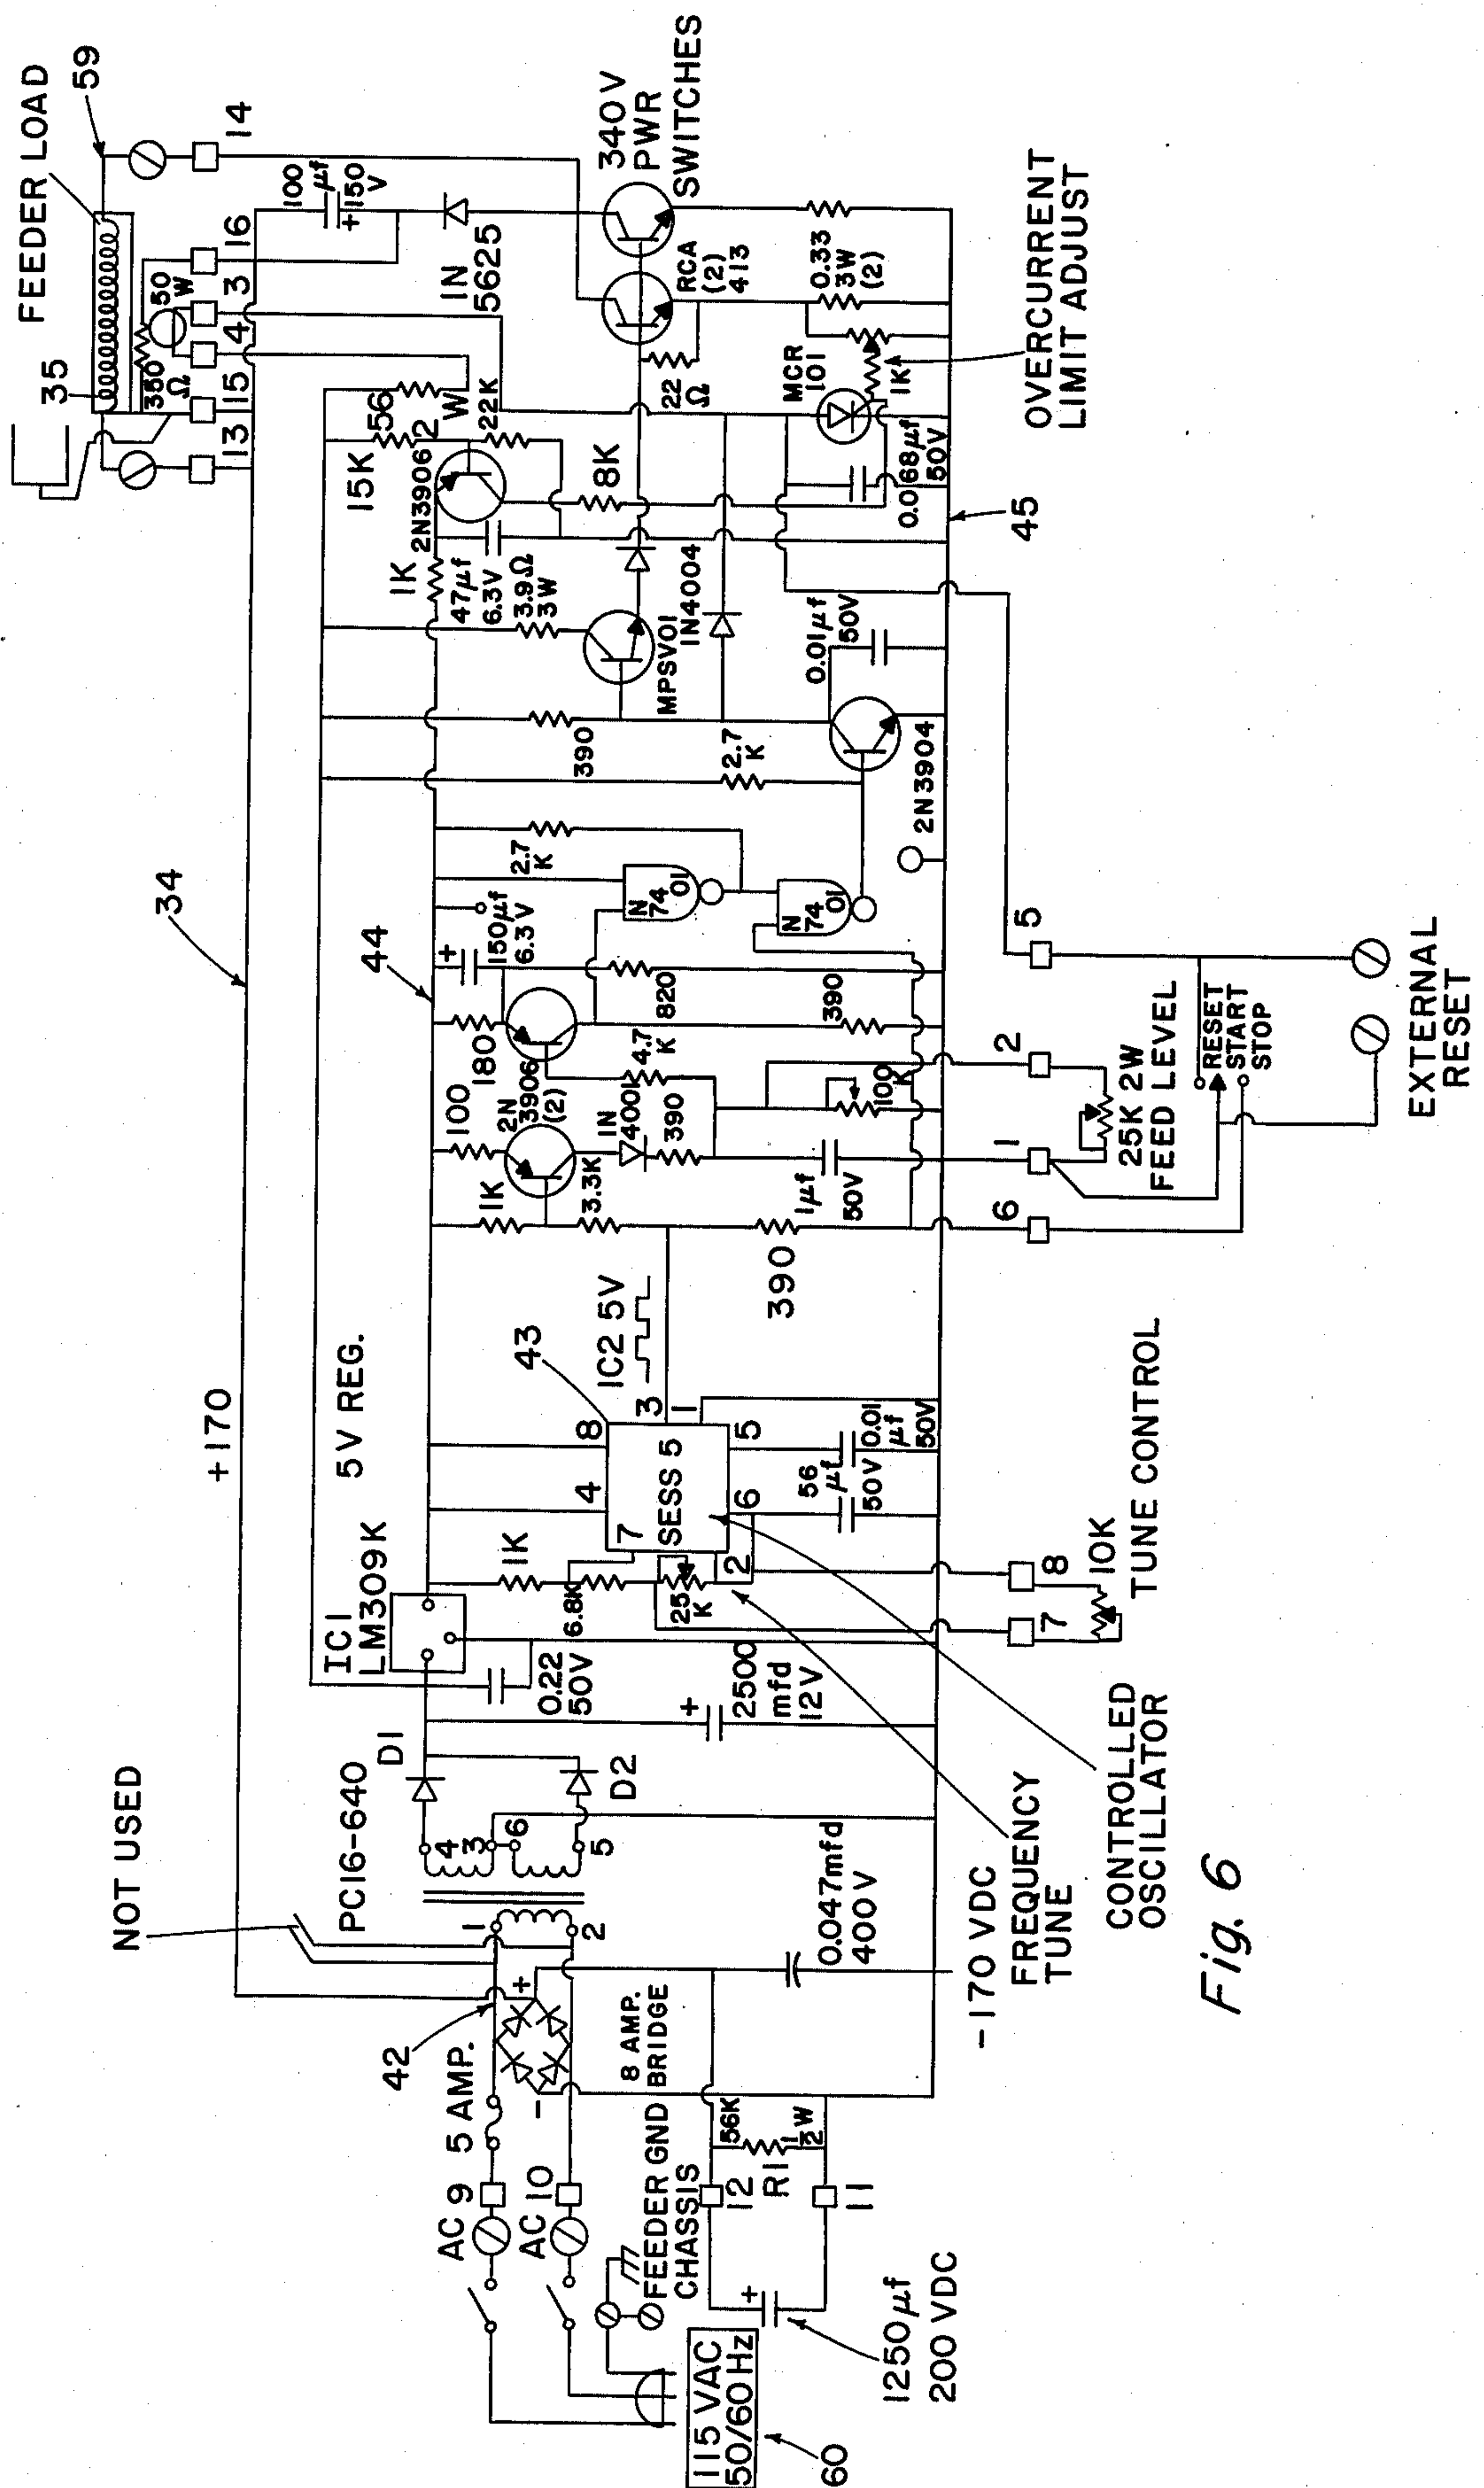 FEEDER LOAD
59
35
350
Ω
50
W
13
15
4
3
16
14
100
μf
+150
V
340V
PWR
SWITCHES
IN
5625
RCA
(2)
413
0.33
3W
(2)
22
Ω
MCR
101
1K
OVERCURRENT
LIMIT ADJUST
56
2
W
22K
15K
2N3906
8K
0.068μf
50V
45
1K
47μf
6.3V
3.9Ω
3W
MPSV01
1N4004
0.01μf
50V
390
2.7
K
2N3904
2.7
K
N
74
01
N
74
01
34
44
+
150μf
6.3V
180
820
390
100
2N
3906
(2)
4.7
K
IN
4001
390
100
K
1K
3.3K
1μf
50V
390
5
2
1
6
25K 2W
FEED LEVEL
RESET
START
STOP
EXTERNAL
RESET
+170
5V REG.
IC2 5V
43
8
4
3
1
7
SESS 5
5
6
2
0.01
μf
50V
56
μf
50V
IC1
LM309K
1K
6.8K
25
K
8
7
10K
TUNE CONTROL
0.22
50V
+
2500
mfd
12V
CONTROLLED
OSCILLATOR
FREQUENCY
TUNE
NOT USED
PC16-640
D1
D2
4
3
6
5
1
2
0.047mfd
400V
-170 VDC
42
+
-
8 AMP.
BRIDGE
5 AMP.
AC 9
AC 10
FEEDER GND
CHASSIS
56K
1/2 W
R1
12
11
115 VAC
50/60Hz
60
+
1250μf
200 VDC
Fig. 6